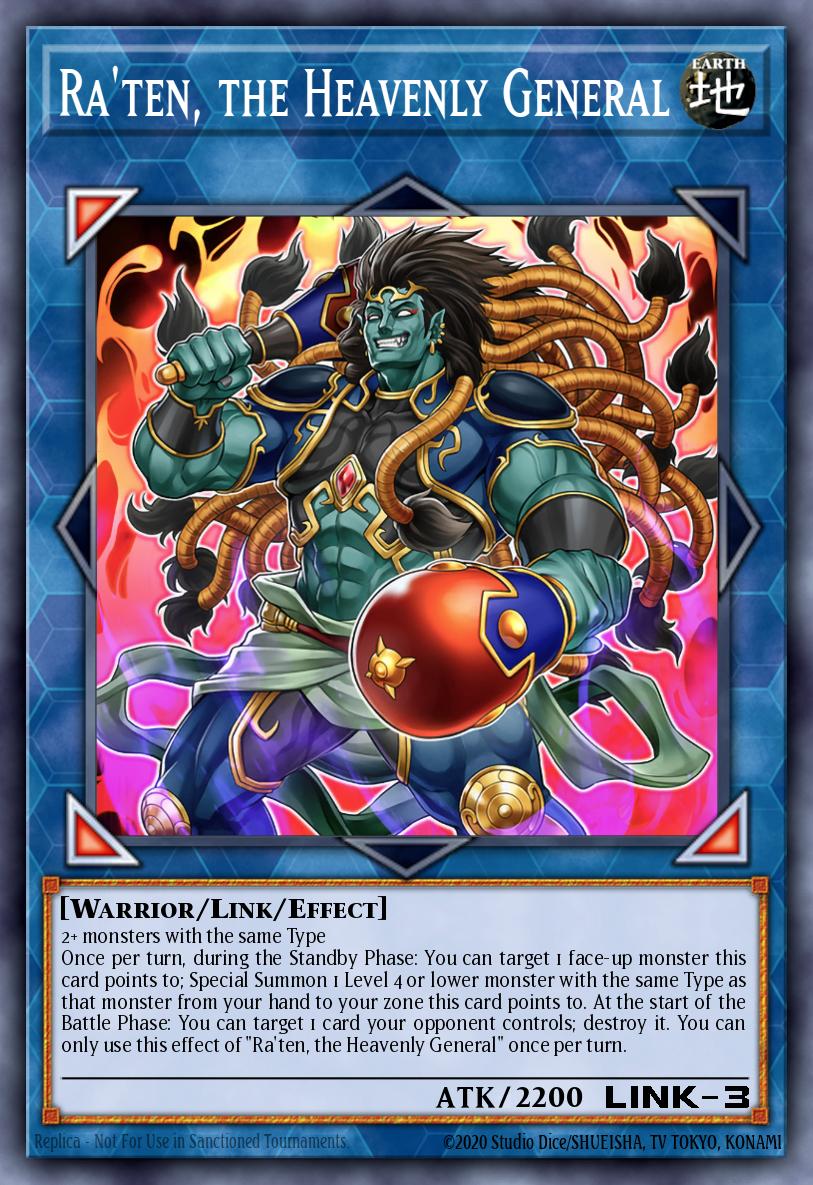 Ra'ten, the Heavenly General
EARTH
地
[Warrior/Link/Effect]
2+ monsters with the same Type
Once per turn, during the Standby Phase: You can target 1 face-up monster this
card points to; Special Summon 1 Level 4 or lower monster with the same Type as
that monster from your hand to your zone this card points to. At the start of the
Battle Phase: You can target 1 card your opponent controls; destroy it. You can
only use this effect of "Ra'ten, the Heavenly General" once per turn.
ATK/2200 LINK-3
Replica - Not For Use in Sanctioned Tournaments.
©2020 Studio Dice/SHUEISHA, TV TOKYO, KONAMI